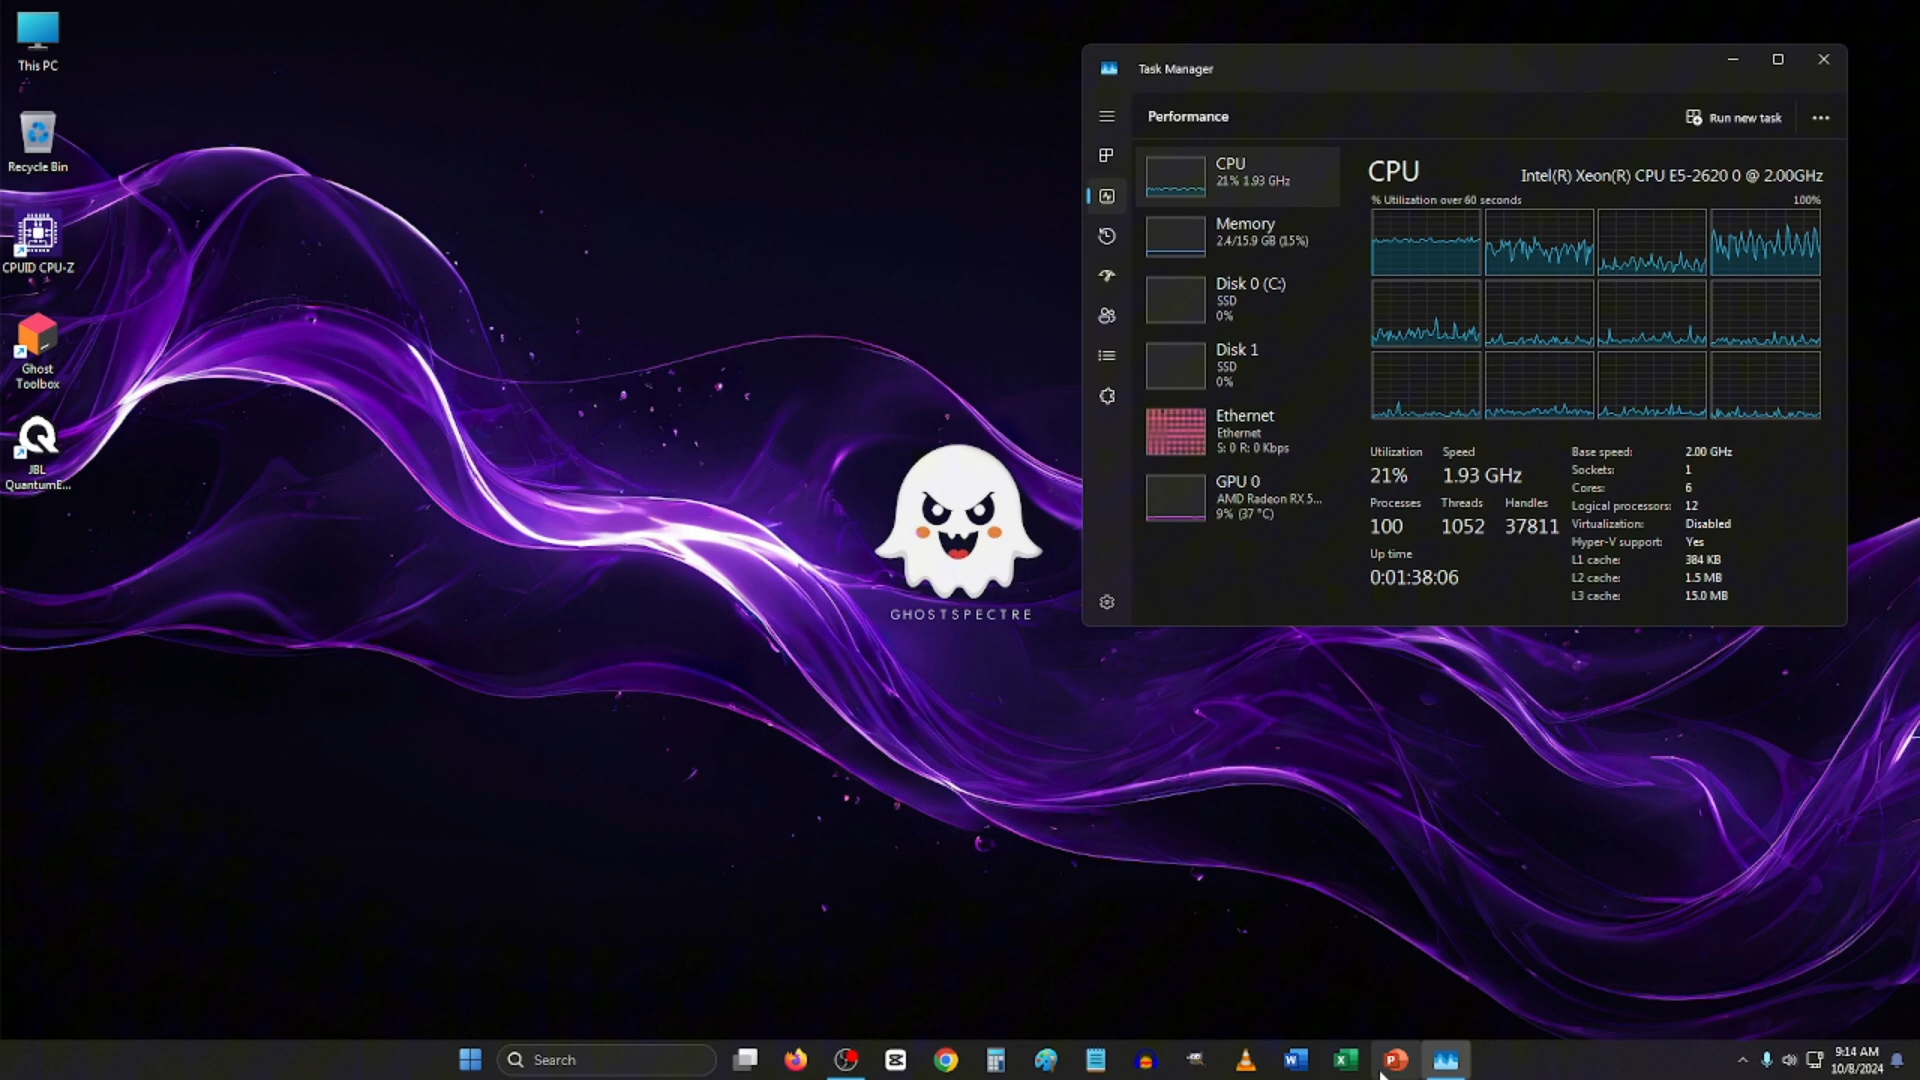 This PC
Recycle Bin
CPUID CPU-Z
Ghost
Toolbox
JBL
QuantumE...
GHOSTSPECTRE
Task Manager
Performance
Run new task
CPU
21% 1.93 GHz
Memory
2.4/15.9 GB (15%)
Disk 0 (C:)
SSD
0%
Disk 1
SSD
0%
Ethernet
Ethernet
S: 0 R: 0 Kbps
GPU 0
AMD Radeon RX 5...
9% (37 °C)
CPU
Intel(R) Xeon(R) CPU E5-2620 0 @ 2.00GHz
% Utilization over 60 seconds
100%
Utilization Speed
21% 1.93 GHz
Processes Threads Handles
100 1052 37811
Up time
0:01:38:06
Base speed: 2.00 GHz
Sockets: 1
Cores: 6
Logical processors: 12
Virtualization: Disabled
Hyper-V support: Yes
L1 cache: 384 KB
L2 cache: 1.5 MB
L3 cache: 15.0 MB
Search
9:14 AM
10/8/2024